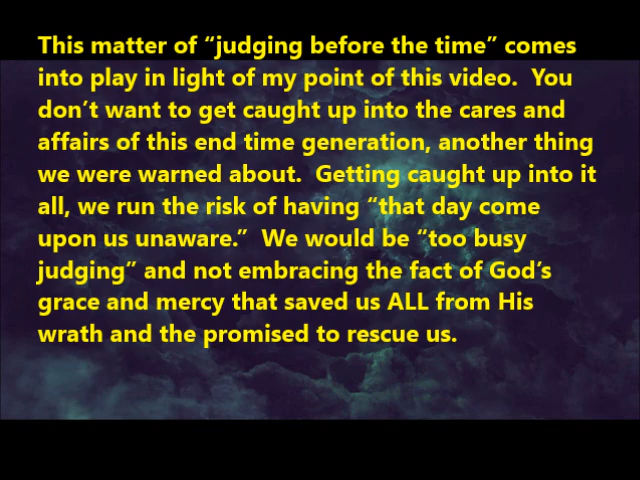 This matter of “judging before the time” comes
into play in light of my point of this video.  You
don’t want to get caught up into the cares and
affairs of this end time generation, another thing
we were warned about.  Getting caught up into it
all, we run the risk of having “that day come
upon us unaware.”  We would be “too busy
judging” and not embracing the fact of God’s
grace and mercy that saved us ALL from His
wrath and the promised to rescue us.